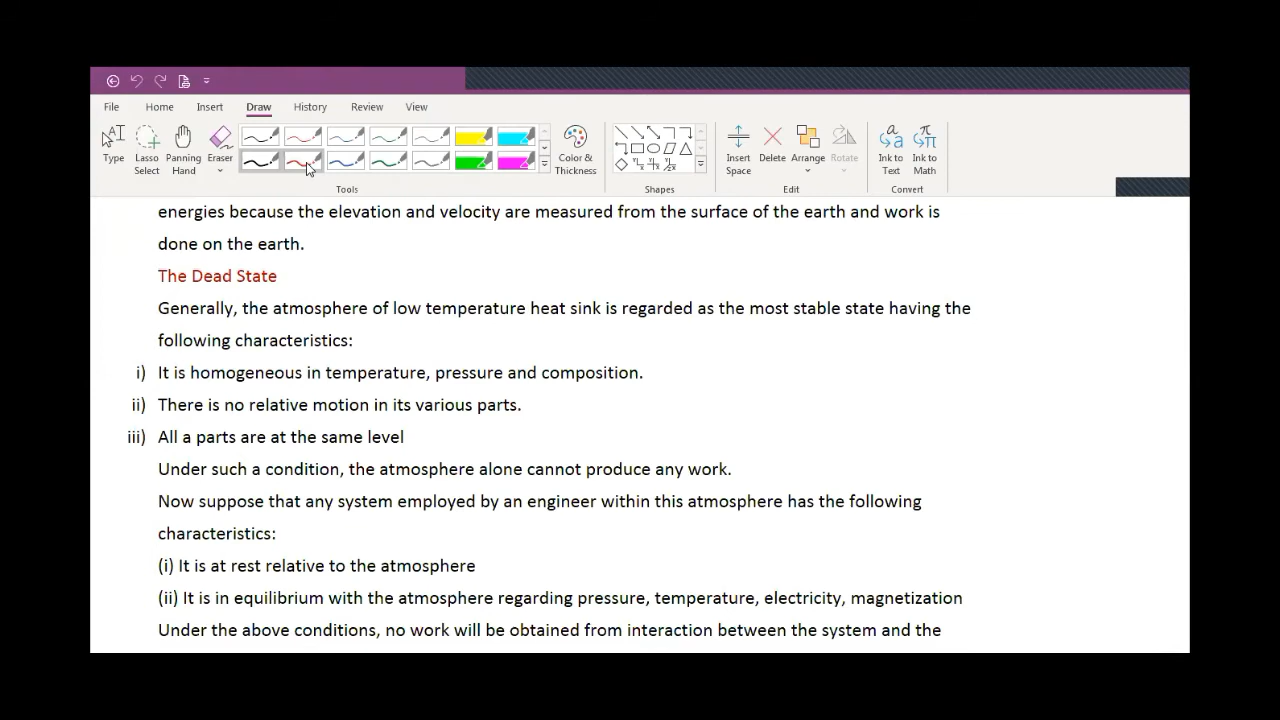 File Home Insert Draw History Review View
Type Lasso Select Panning Hand Eraser Color & Thickness Insert Space Delete Arrange Rotate Ink to Text Ink to Math
Tools Shapes Edit Convert
energies because the elevation and velocity are measured from the surface of the earth and work is
done on the earth.
The Dead State
Generally, the atmosphere of low temperature heat sink is regarded as the most stable state having the
following characteristics:
i) It is homogeneous in temperature, pressure and composition.
ii) There is no relative motion in its various parts.
iii) All a parts are at the same level
Under such a condition, the atmosphere alone cannot produce any work.
Now suppose that any system employed by an engineer within this atmosphere has the following
characteristics:
(i) It is at rest relative to the atmosphere
(ii) It is in equilibrium with the atmosphere regarding pressure, temperature, electricity, magnetization
Under the above conditions, no work will be obtained from interaction between the system and the